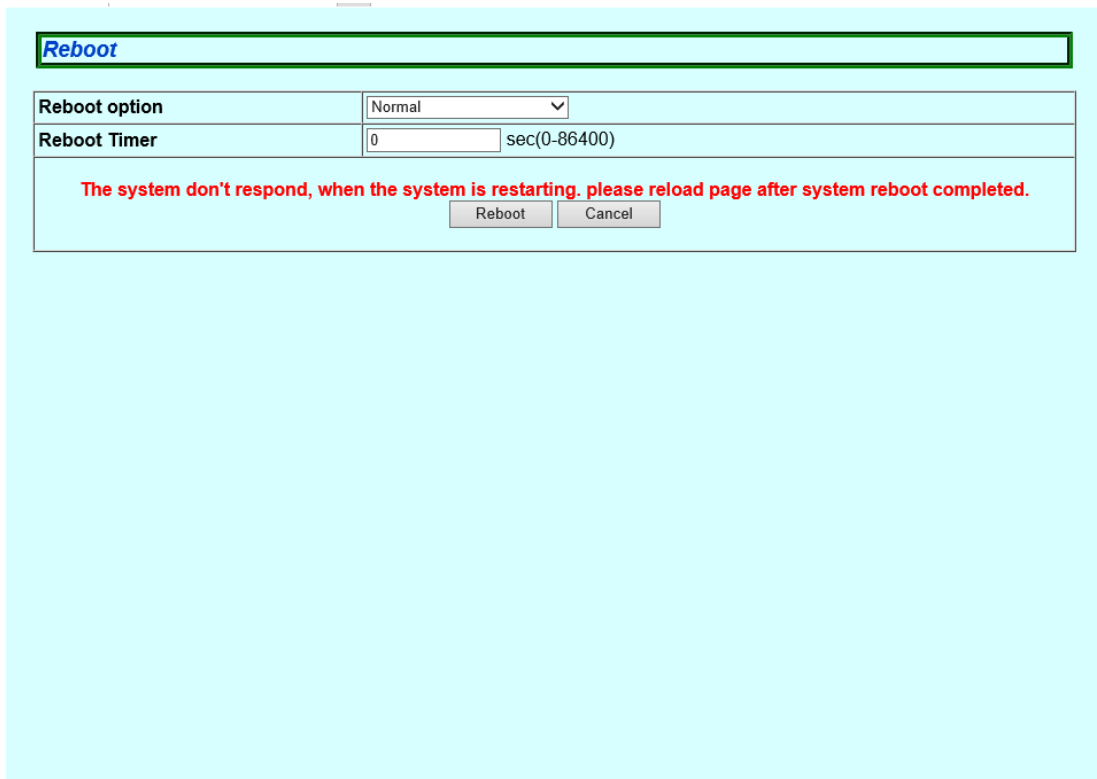 Reboot
Reboot option Normal
Reboot Timer 0 sec(0-86400)
The system don't respond, when the system is restarting. please reload page after system reboot completed.
Reboot Cancel